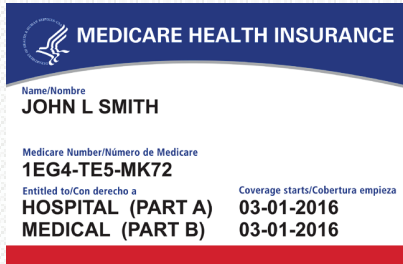 MEDICARE HEALTH INSURANCE
Name/Nombre
JOHN L SMITH
Medicare Number/Número de Medicare
1EG4-TE5-MK72
Entitled to/Con derecho a Coverage starts/Cobertura empieza
HOSPITAL (PART A) 03-01-2016
MEDICAL (PART B) 03-01-2016